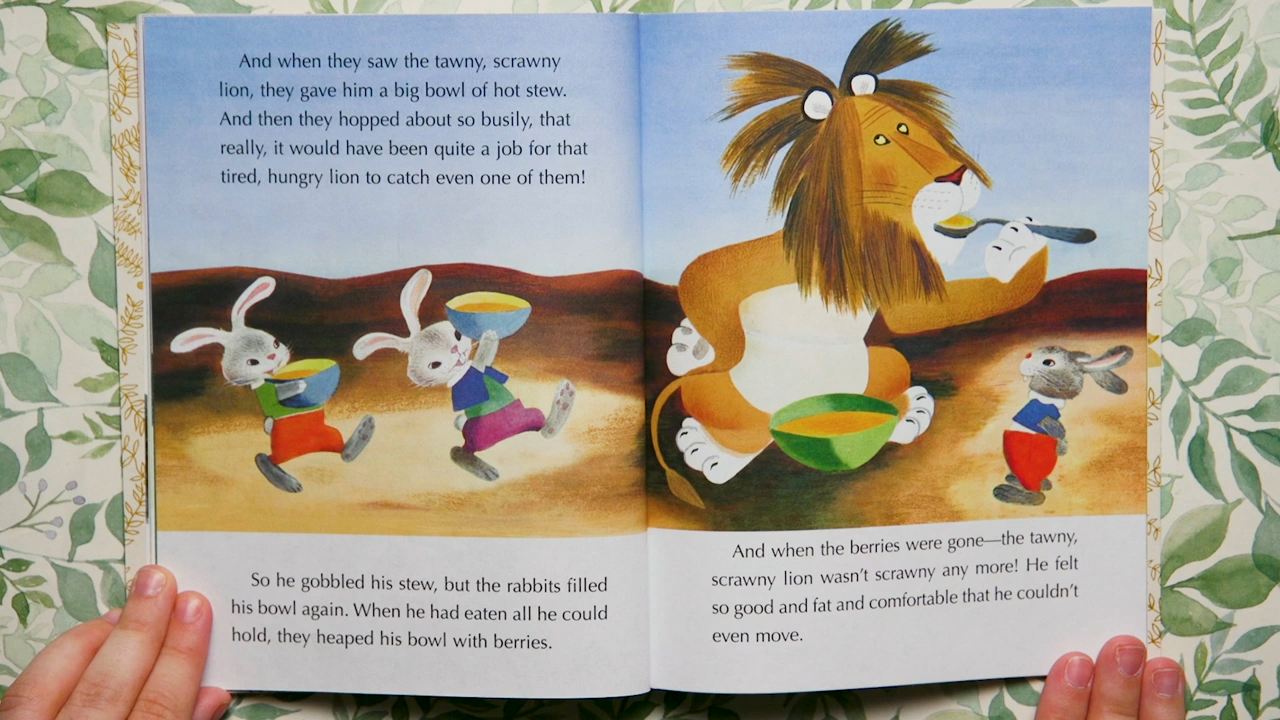 And when they saw the tawny, scrawny
lion, they gave him a big bowl of hot stew.
And then they hopped about so busily, that
really, it would have been quite a job for that
tired, hungry lion to catch even one of them!
So he gobbled his stew, but the rabbits filled
his bowl again. When he had eaten all he could
hold, they heaped his bowl with berries.
And when the berries were gone—the tawny,
scrawny lion wasn't scrawny any more! He felt
so good and fat and comfortable that he couldn't
even move.